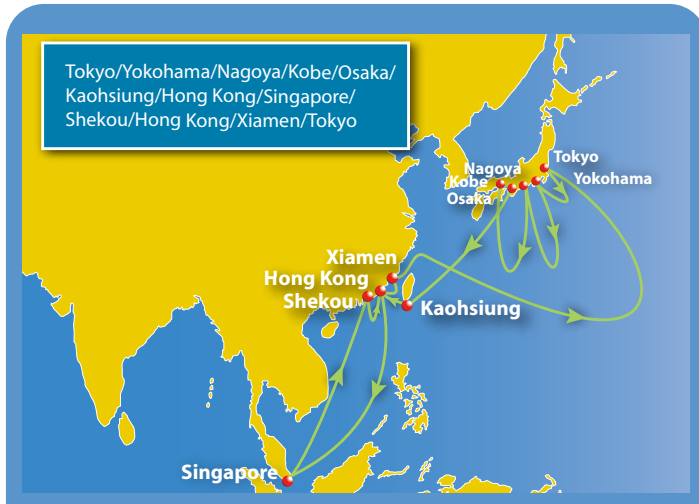 Tokyo/Yokohama/Nagoya/Kobe/Osaka/
Kaohsiung/Hong Kong/Singapore/
Shekou/Hong Kong/Xiamen/Tokyo
Tokyo
Nagoya
Yokohama
Kobe
Osaka
Xiamen
Hong Kong
Shekou
Kaohsiung
Singapore